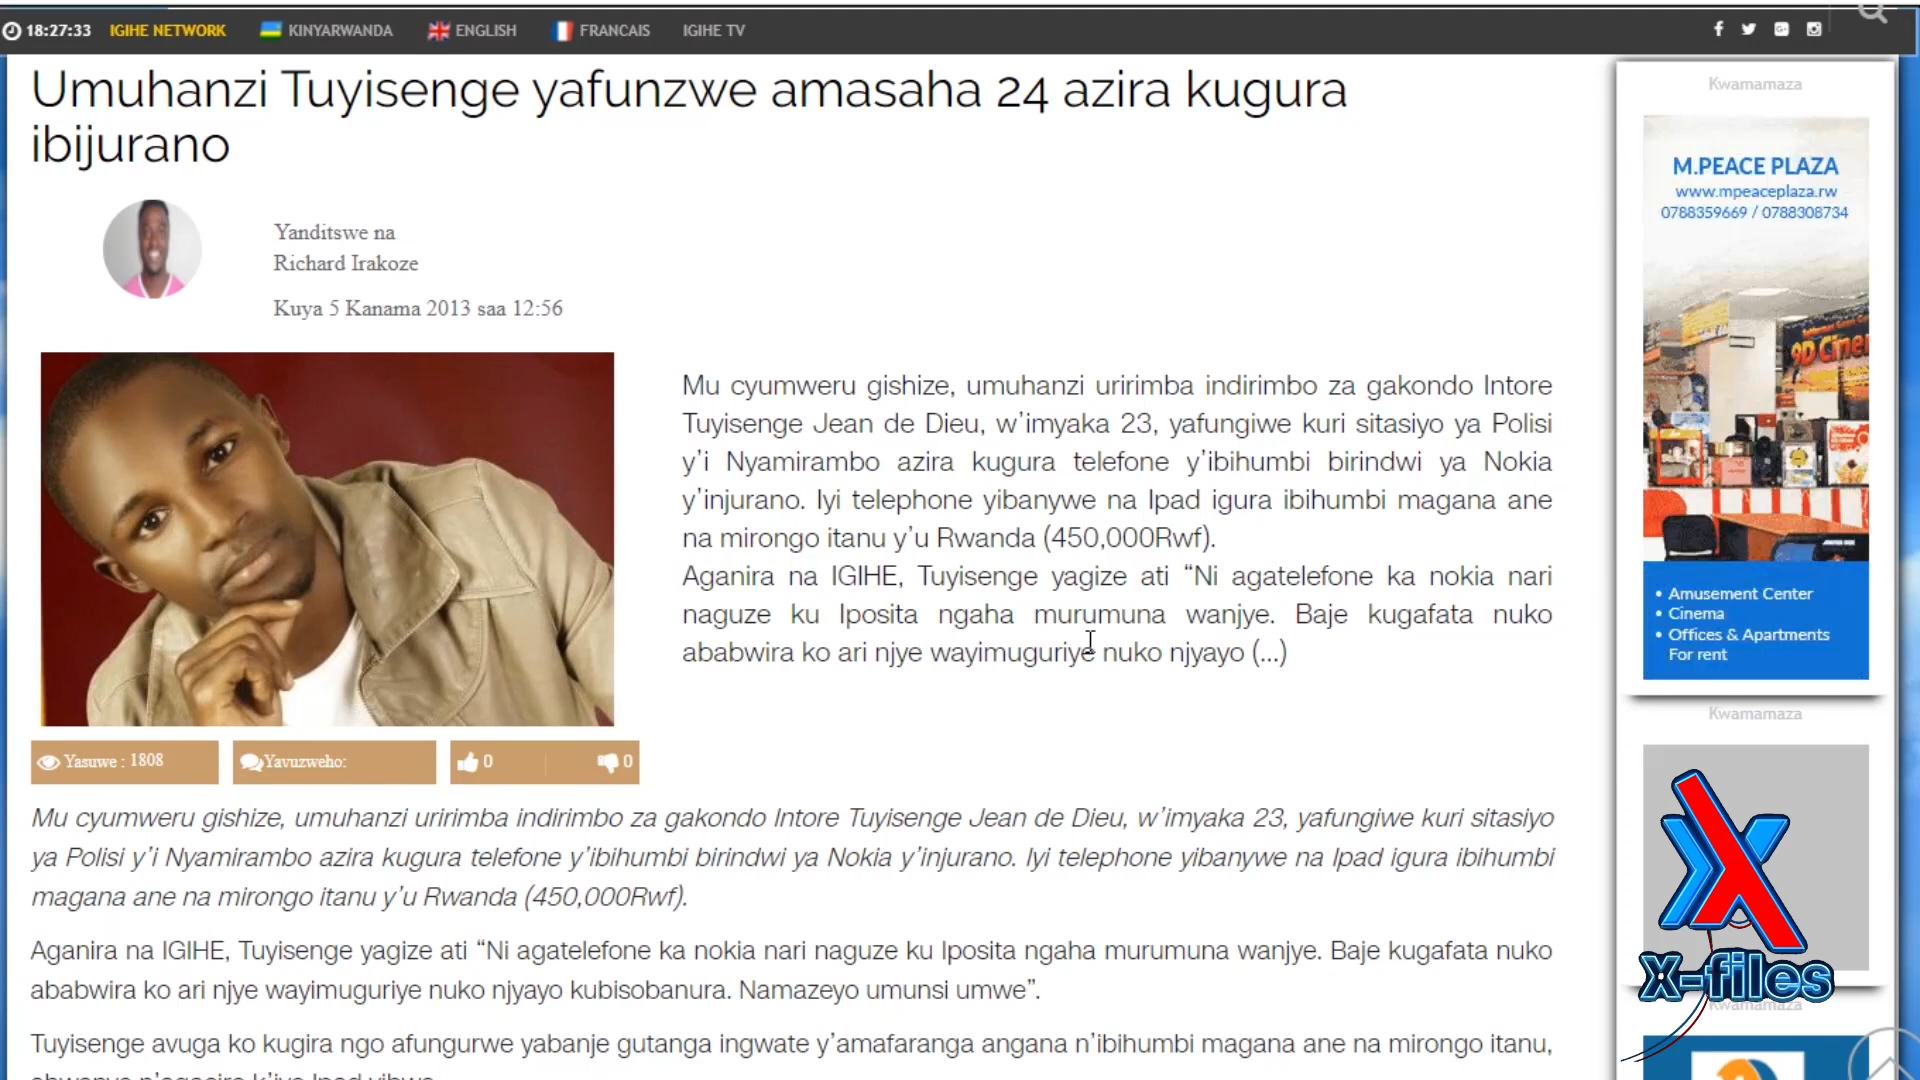 18:27:33 IGIHE NETWORK KINYARWANDA ENGLISH FRANCAIS IGIHE TV
Umuhanzi Tuyisenge yafunzwe amasaha 24 azira kugura
ibijurano
Yanditswe na
Richard Irakoze
Kuya 5 Kanama 2013 saa 12:56
Mu cyumweru gishize, umuhanzi uririmba indirimbo za gakondo Intore
Tuyisenge Jean de Dieu, w'imyaka 23, yafungiwe kuri sitasiyo ya Polisi
y'i Nyamirambo azira kugura telefone y'ibihumbi birindwi ya Nokia
y'injurano. Iyi telephone yibanywe na Ipad igura ibihumbi magana ane
na mirongo itanu y'u Rwanda (450,000Rwf).
Aganira na IGIHE, Tuyisenge yagize ati “Ni agatelefone ka nokia nari
naguze ku Iposita ngaha murumuna wanjye. Baje kugafata nuko
ababwira ko ari njye wayimuguriye nuko njyayo (...)
Yasuwe : 1808
Yavuzweho:
0
0
Mu cyumweru gishize, umuhanzi uririmba indirimbo za gakondo Intore Tuyisenge Jean de Dieu, w'imyaka 23, yafungiwe kuri sitasiyo
ya Polisi y'i Nyamirambo azira kugura telefone y'ibihumbi birindwi ya Nokia y'injurano. Iyi telephone yibanywe na Ipad igura ibihumbi
magana ane na mirongo itanu y'u Rwanda (450,000Rwf).
Aganira na IGIHE, Tuyisenge yagize ati “Ni agatelefone ka nokia nari naguze ku Iposita ngaha murumuna wanjye. Baje kugafata nuko
ababwira ko ari njye wayimuguriye nuko njyayo kubisobanura. Namazeyo umunsi umwe”.
Tuyisenge avuga ko kugira ngo afungurwe yabanje gutanga ingwate y'amafaranga angana n'ibihumbi magana ane na mirongo itanu,
Kwamamaza
M.PEACE PLAZA
www.mpeaceplaza.rw
0788359669 / 0788308734
9D Cinem
• Amusement Center
• Cinema
• Offices & Apartments
For rent
Kwamamaza
X-files
Kwamamaza